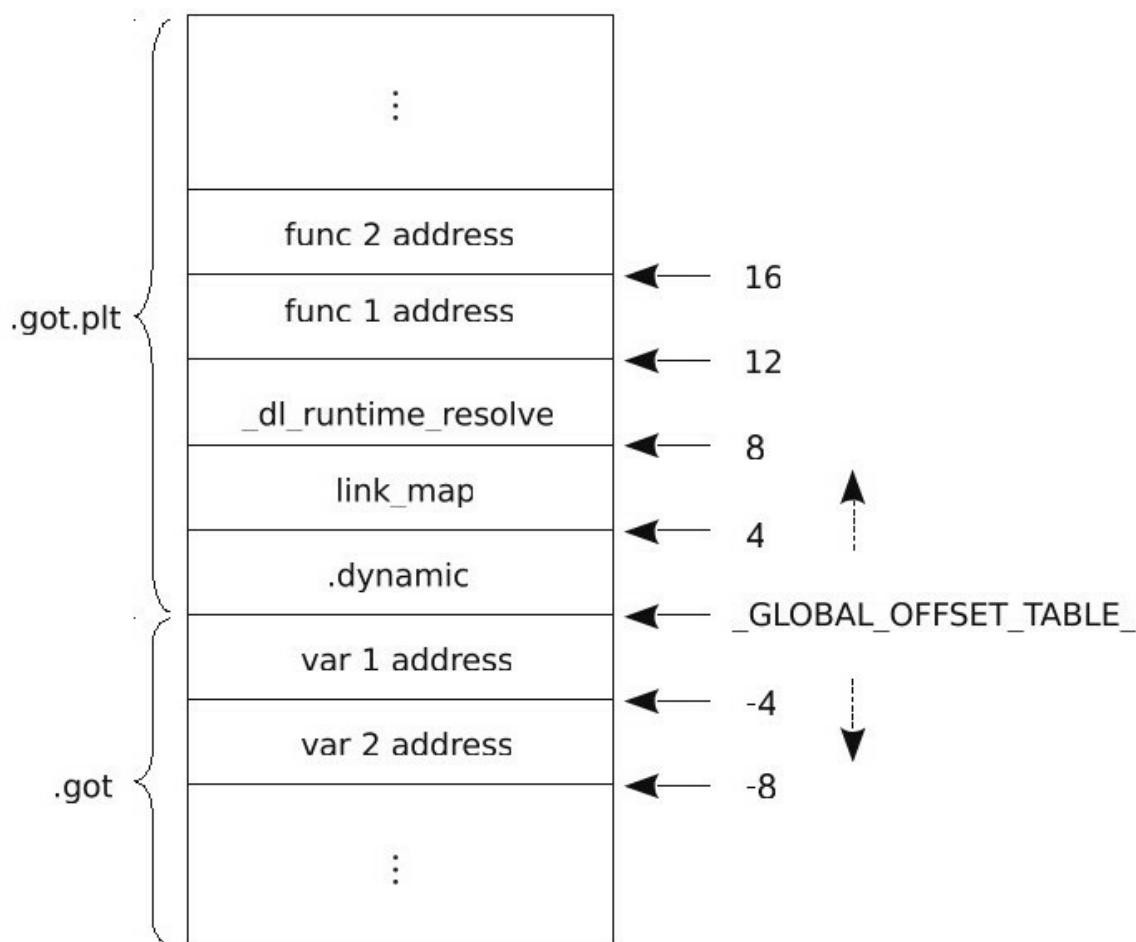 ⋮
func 2 address
16
func 1 address
.got.plt
12
_dl_runtime_resolve
8
link_map
4
.dynamic
_GLOBAL_OFFSET_TABLE_
var 1 address
-4
var 2 address
.got
-8
⋮